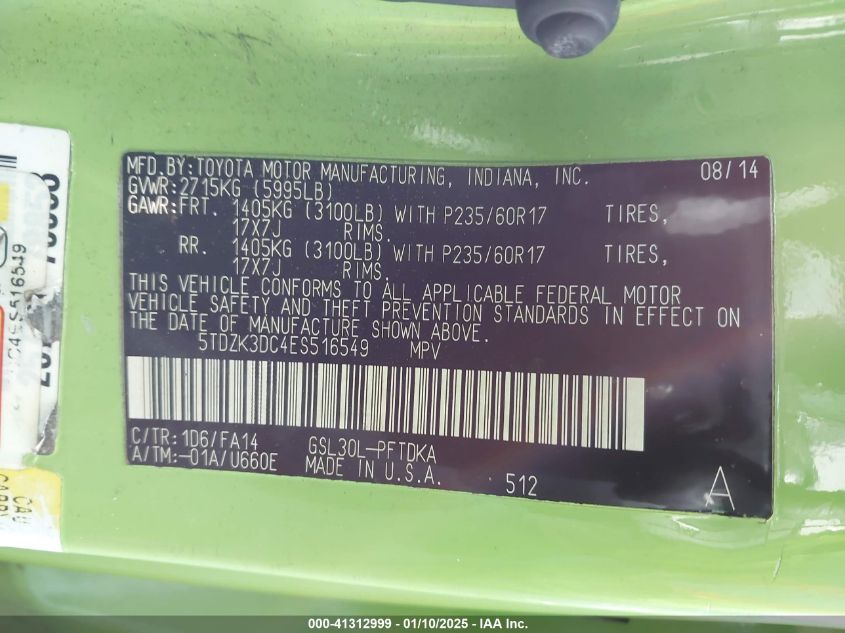 MFD.BY:TOYOTA MOTOR MANUFACTURING, INDIANA, INC. 08/14
GVWR:2715KG (5995LB)
GAWR:FRT. 1405KG (3100LB) WITH P235/60R17 TIRES,
17X7J RIMS.
RR. 1405KG (3100LB) WITH P235/60R17 TIRES,
17X7J RIMS.
THIS VEHICLE CONFORMS TO ALL APPLICABLE FEDERAL MOTOR
VEHICLE SAFETY AND THEFT PREVENTION STANDARDS IN EFFECT ON
THE DATE OF MANUFACTURE SHOWN ABOVE.
5TDZK3DC4ES516549 MPV
C/TR:1D6/FA14 GSL30L-PFTDKA
A/TM:-01A/U660E MADE IN U.S.A. 512 A
C4ES516549
CAU
CARRY
000-41312999 - 01/10/2025 - IAA Inc.